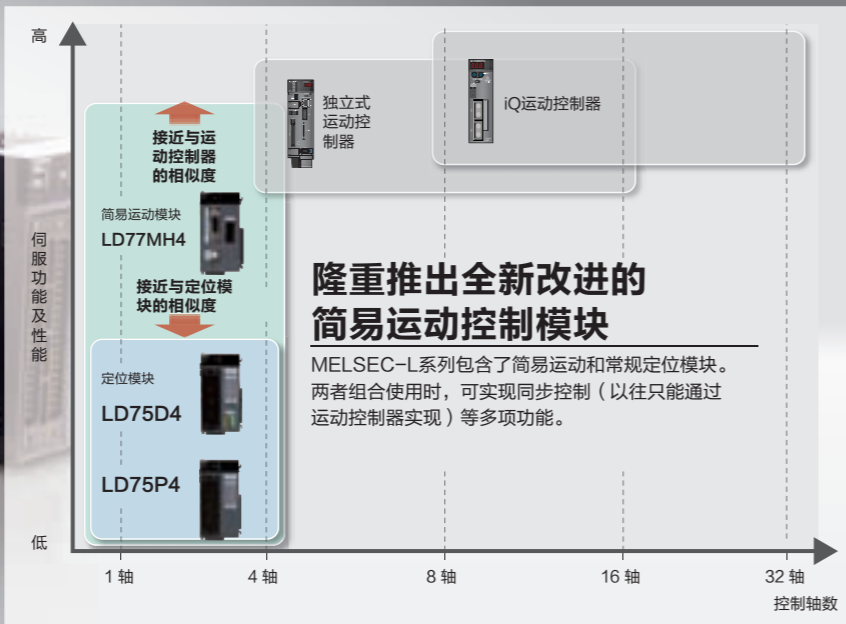 高
独立式
运动控
制器
iQ运动控制器
接近与运
动控制器
的相似度
简易运动模块
LD77MH4
接近与定位模
块的相似度
伺服功能及性能
隆重推出全新改进的
简易运动控制模块
MELSEC-L系列包含了简易运动和常规定位模块。
两者组合使用时，可实现同步控制（以往只能通过
运动控制器实现）等多项功能。
定位模块
LD75D4
LD75P4
低
1 轴
4 轴
8 轴
16 轴
32 轴
控制轴数